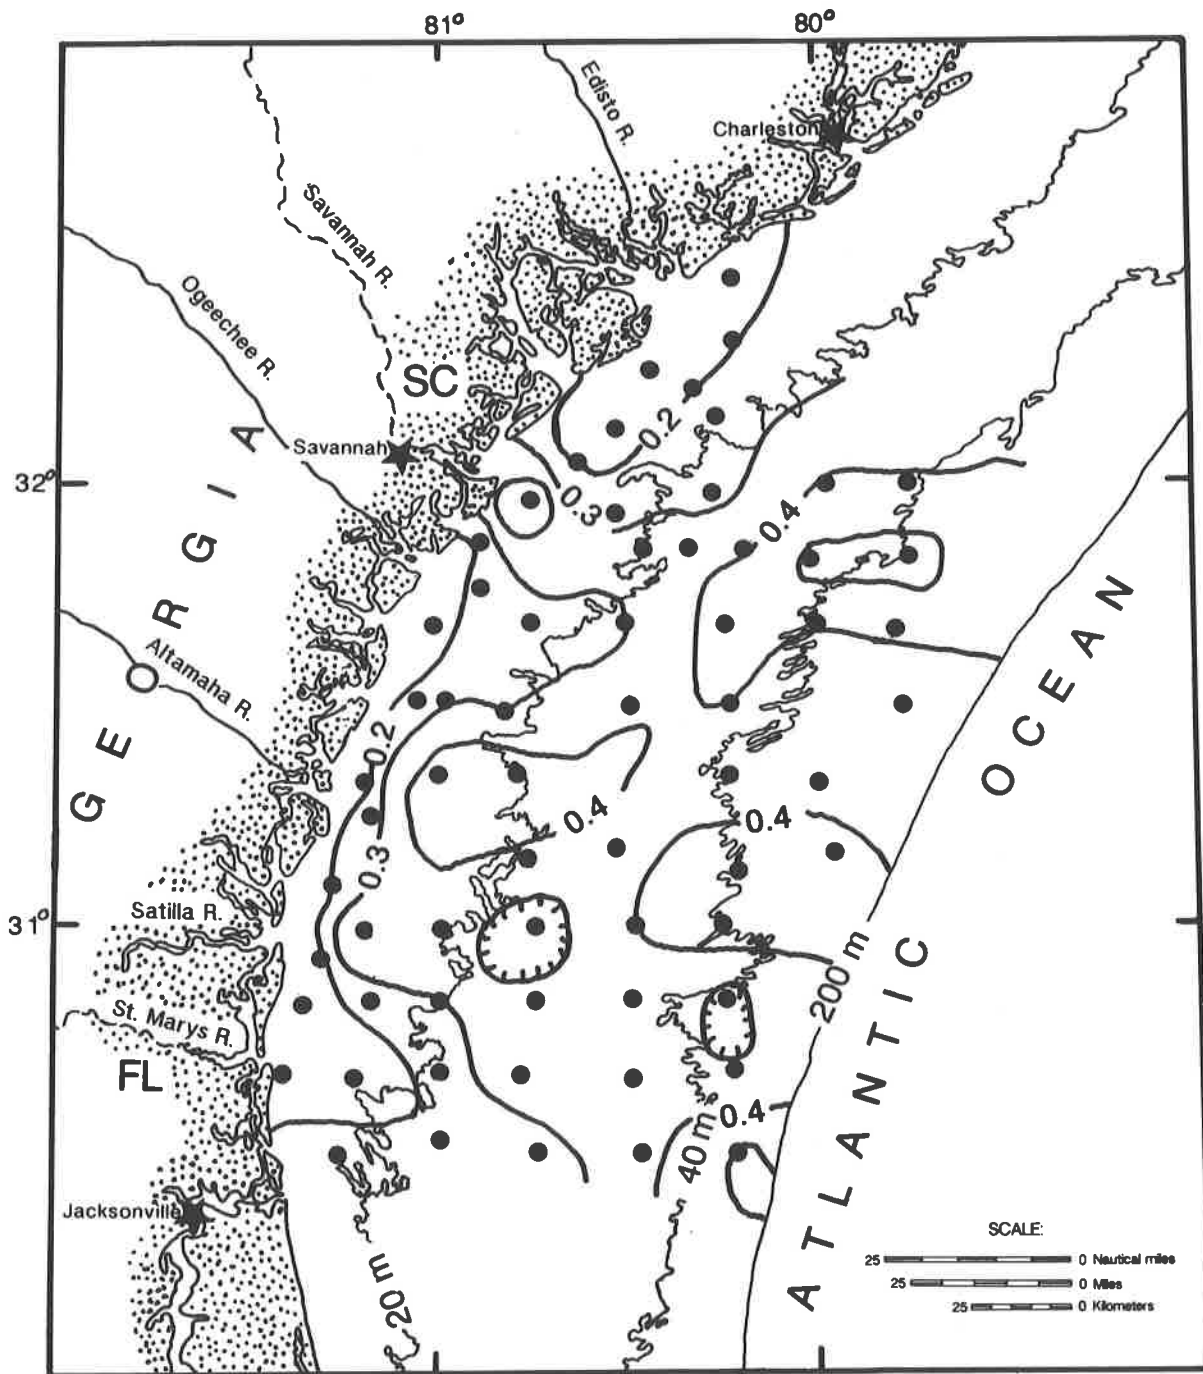 81° 80°
Edisto R.
Charleston
Savannah R.
Ogeechee R.
SC
Savannah
0.2
32°
0.3
0.4
GEORGIA
OCEAN
Altamaha R.
0.2
0.4
0.4
0.3
31°
Satilla R.
200 m
St. Marys R.
FL
0.4
40 m
ATLANTIC
Jacksonville
20 m
SCALE:
25 0 Nautical miles
25 0 Miles
25 0 Kilometers